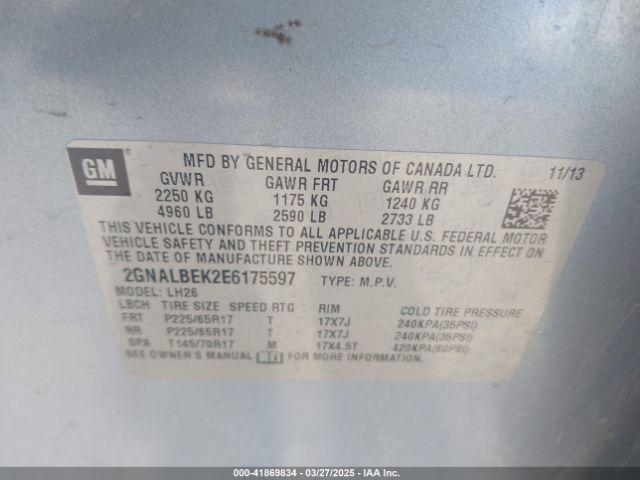 GM ®
MFD BY GENERAL MOTORS OF CANADA LTD. 11/13
GVWR GAWR FRT GAWR RR
2250 KG 1175 KG 1240 KG
4960 LB 2590 LB 2733 LB
THIS VEHICLE CONFORMS TO ALL APPLICABLE U.S. FEDERAL MOTOR
VEHICLE SAFETY AND THEFT PREVENTION STANDARDS IN EFFECT ON
THE DATE OF MANUFACTURE SHOWN ABOVE.
2GNALBEK2E6175597 TYPE: M.P.V.
MODEL: LH26
LBCH TIRE SIZE SPEED RTG RIM COLD TIRE PRESSURE
FRT P225/65R17 T 17X7J 240KPA(35PSI)
RR P225/65R17 T 17X7J 240KPA(35PSI)
SPA T145/70R17 M 17X4.5T 420KPA(60PSI)
SEE OWNER'S MANUAL FOR MORE INFORMATION.
000-41869834 / 03/27/2025 - IAAI.COM